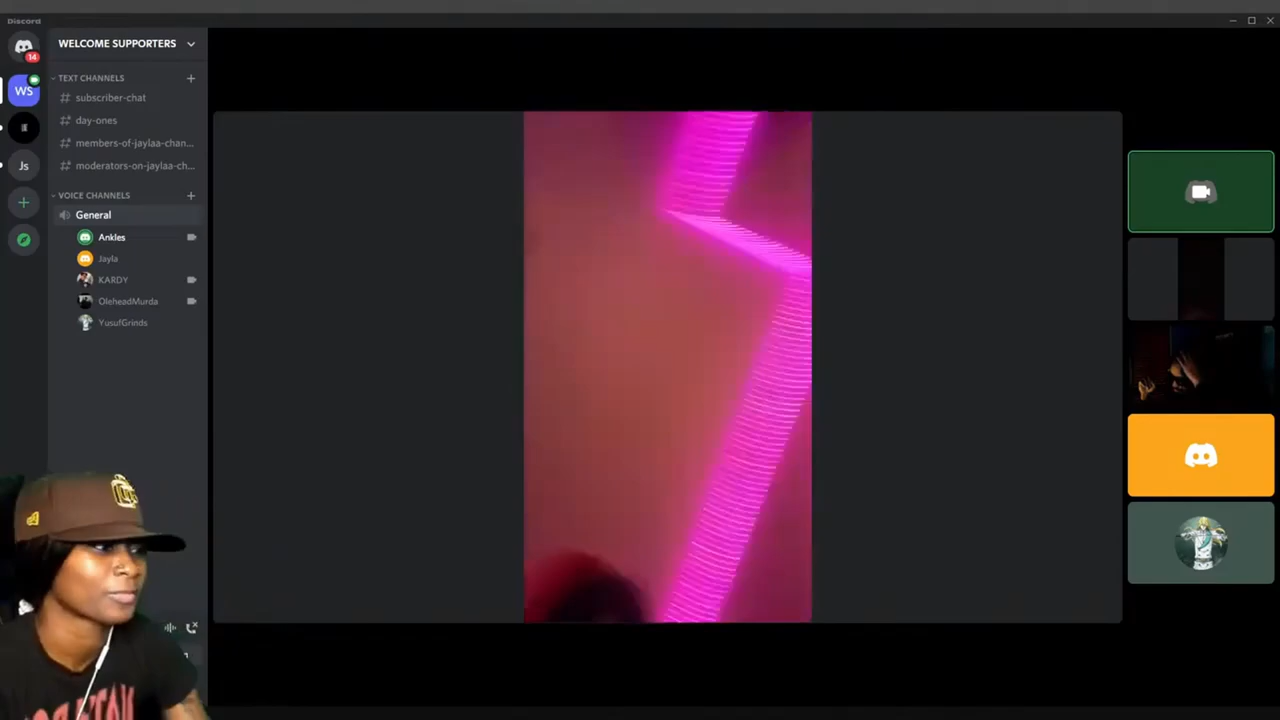 Discord
14
WELCOME SUPPORTERS
WS
TEXT CHANNELS
subscriber-chat
day-ones
members-of-jaylaa-chan...
moderators-on-jaylaa-ch...
Js
VOICE CHANNELS
General
Ankles
Jayla
KARDY
OleheadMurda
YusufGrinds